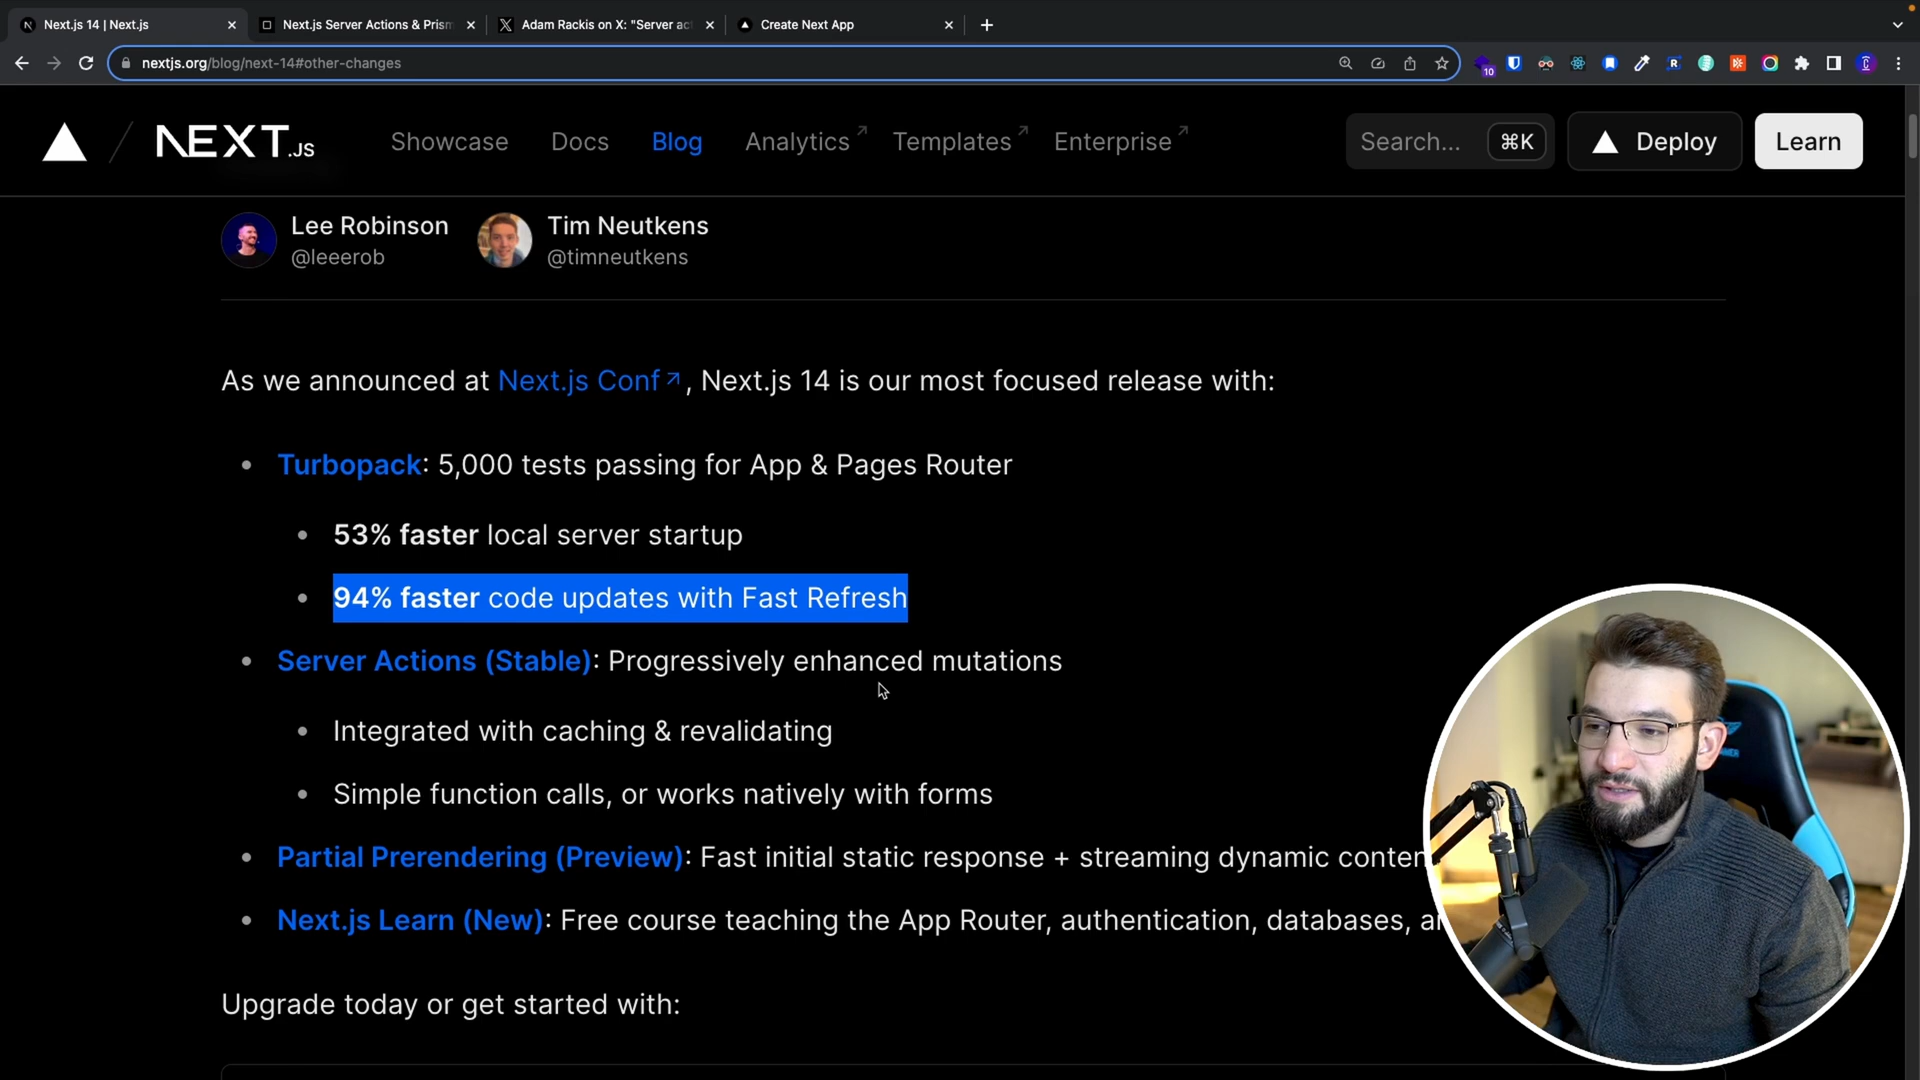 Next.js 14 | Next.js
Next.js Server Actions & Prism
Adam Rackis on X: "Server ac
Create Next App
nextjs.org/blog/next-14#other-changes
10
NEXT.JS
Showcase
Docs
Blog
Analytics
Templates
Enterprise
Search...
⌘K
Deploy
Learn
Lee Robinson
@leeerob
Tim Neutkens
@timneutkens
As we announced at Next.js Conf, Next.js 14 is our most focused release with:
Turbopack: 5,000 tests passing for App & Pages Router
53% faster local server startup
94% faster code updates with Fast Refresh
Server Actions (Stable): Progressively enhanced mutations
Integrated with caching & revalidating
Simple function calls, or works natively with forms
Partial Prerendering (Preview): Fast initial static response + streaming dynamic conten
Next.js Learn (New): Free course teaching the App Router, authentication, databases, a
Upgrade today or get started with: